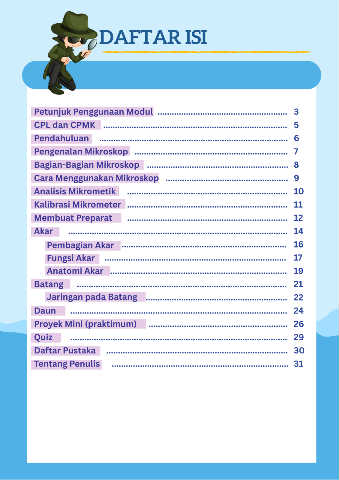 DAFTAR ISI
Petunjuk Penggunaan Modul ........................ 3
CPL dan CPMK ........................ 5
Pendahuluan ........................ 6
Pengenalan Mikroskop ........................ 7
Bagian-Bagian Mikroskop ........................ 8
Cara Menggunakan Mikroskop ........................ 9
Analisis Mikrometik ........................ 10
Kalibrasi Mikrometer ........................ 11
Membuat Preparat ........................ 12
Akar ........................ 14
Pembagian Akar ........................ 16
Fungsi Akar ........................ 17
Anatomi Akar ........................ 19
Batang ........................ 21
Jaringan pada Batang ........................ 22
Daun ........................ 24
Proyek Mini (praktimum) ........................ 26
Quiz ........................ 29
Daftar Pustaka ........................ 30
Tentang Penulis ........................ 31